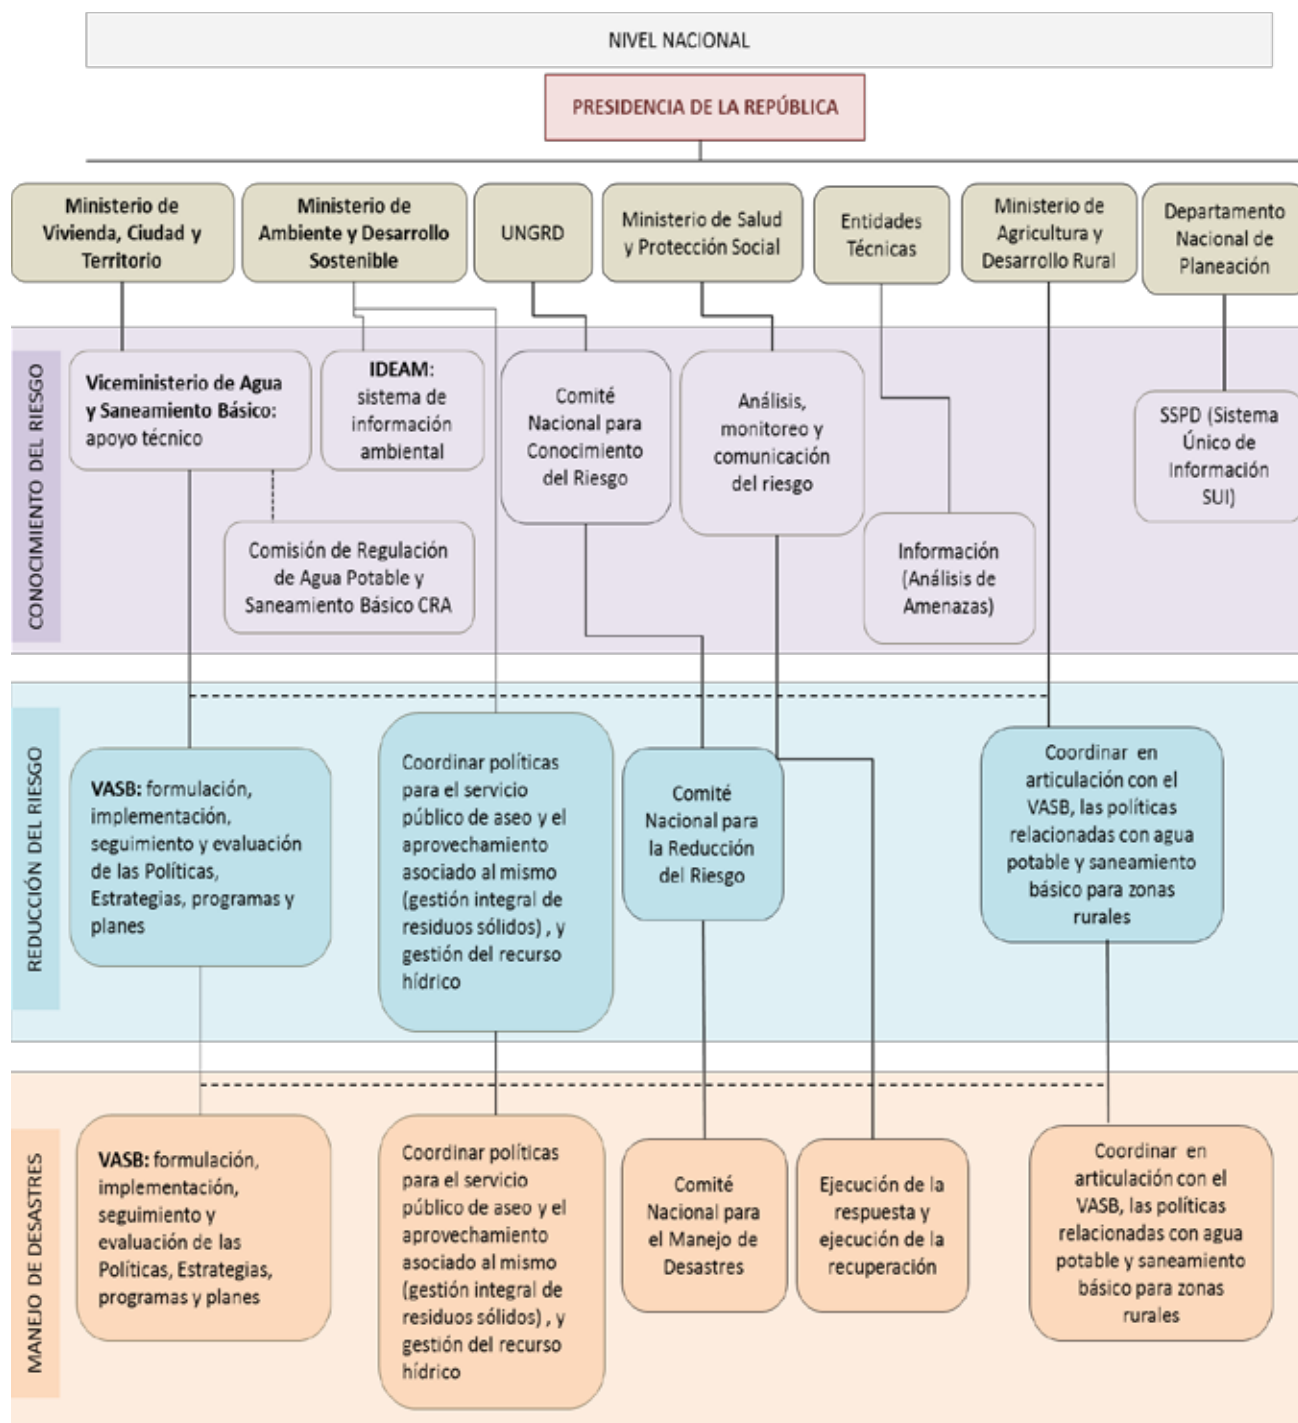 NIVEL NACIONAL
PRESIDENCIA DE LA REPÚBLICA
Ministerio de
Vivienda, Ciudad y
Territorio
Ministerio de
Ambiente y Desarrollo
Sostenible
UNGRD
Ministerio de Salud
y Protección Social
Entidades
Técnicas
Ministerio de
Agricultura y
Desarrollo Rural
Departamento
Nacional de
Planeación
CONOCIMIENTO DEL RIESGO
Viceministerio de Agua
y Saneamiento Básico:
apoyo técnico
IDEAM:
sistema de
información
ambiental
Comité
Nacional para
Conocimiento
del Riesgo
Análisis,
monitoreo y
comunicación
del riesgo
SSPD (Sistema
Único de
Información
SUI)
Comisión de Regulación
de Agua Potable y
Saneamiento Básico CRA
Información
(Análisis de
Amenazas)
REDUCCIÓN DEL RIESGO
VASB: formulación,
implementación,
seguimiento y evaluación
de las Políticas,
Estrategias, programas y
planes
Coordinar políticas
para el servicio
público de aseo y el
aprovechamiento
asociado al mismo
(gestión integral de
residuos sólidos) , y
gestión del recurso
hídrico
Comité
Nacional para
la Reducción
del Riesgo
Coordinar en
articulación con el
VASB, las políticas
relacionadas con agua
potable y saneamiento
básico para zonas
rurales
MANEJO DE DESASTRES
VASB: formulación,
implementación,
seguimiento y
evaluación de las
Políticas, Estrategias,
programas y planes
Coordinar políticas
para el servicio
público de aseo y el
aprovechamiento
asociado al mismo
(gestión integral de
residuos sólidos) , y
gestión del recurso
hídrico
Comité
Nacional para
el Manejo de
Desastres
Ejecución de la
respuesta y
ejecución de la
recuperación
Coordinar en
articulación con el
VASB, las políticas
relacionadas con agua
potable y saneamiento
básico para zonas
rurales